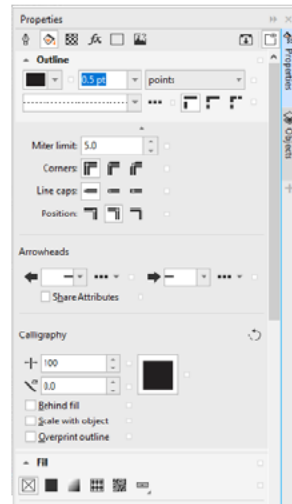 Properties
Outline
0.5 pt points
Miter limit: 5.0
Corners:
Line caps:
Position:
Arrowheads
Share Attributes
Calligraphy
100
0.0
Behind fill
Scale with object
Overprint outline
Fill
Properties
Objects